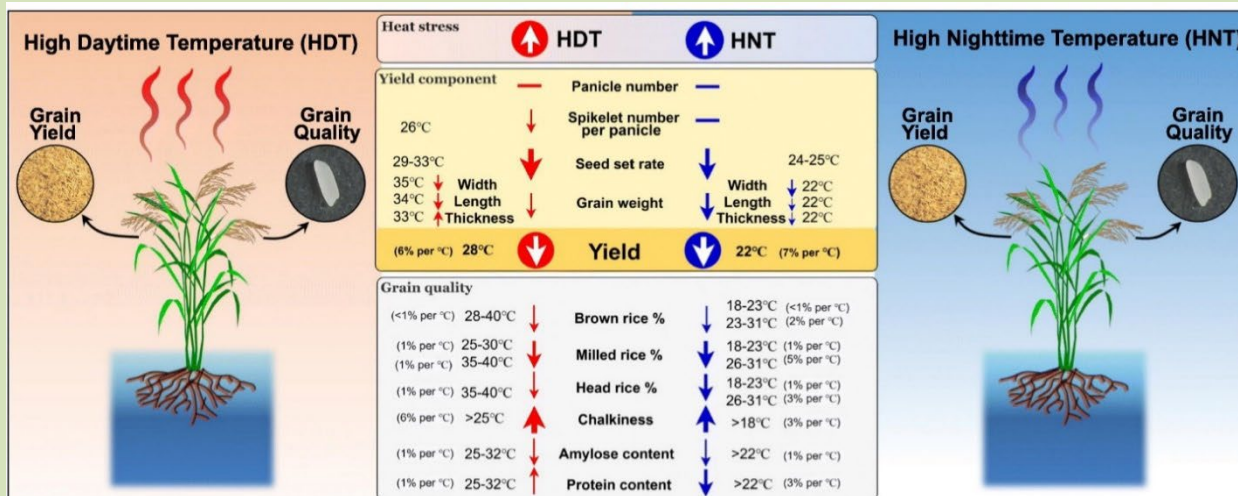 High Daytime Temperature (HDT)
Grain
Yield
Grain
Quality
Heat stress
HDT
HNT
Yield component
Panicle number
26°C
Spikelet number
per panicle
29-33°C
Seed set rate
24-25°C
35°C Width
34°C Length
33°C Thickness
Grain weight
Width 22°C
Length 22°C
Thickness 22°C
(6% per °C) 28°C Yield 22°C (7% per °C)
Grain quality
(<1% per °C) 28-40°C
Brown rice %
18-23°C (<1% per °C)
23-31°C (2% per °C)
(1% per °C) 25-30°C
(1% per °C) 35-40°C
Milled rice %
18-23°C (1% per °C)
26-31°C (5% per °C)
(1% per °C) 35-40°C
Head rice %
18-23°C (1% per °C)
26-31°C (3% per °C)
(6% per °C) >25°C Chalkiness >18°C (3% per °C)
(1% per °C) 25-32°C Amylose content >22°C (1% per °C)
(1% per °C) 25-32°C Protein content >22°C (3% per °C)
High Nighttime Temperature (HNT)
Grain
Yield
Grain
Quality